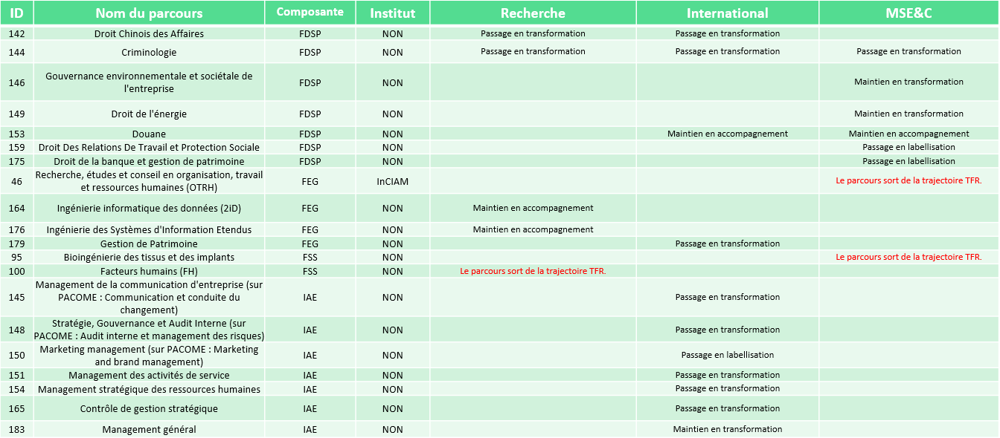 ID Nom du parcours Composante Institut Recherche International MSE&C
142 Droit Chinois des Affaires FDSP NON Passage en transformation Passage en transformation
144 Criminologie FDSP NON Passage en transformation Passage en transformation Passage en transformation
146 Gouvernance environnementale et sociétale de
l'entreprise FDSP NON Maintien en transformation
149 Droit de l'énergie FDSP NON Maintien en transformation
153 Douane FDSP NON Maintien en accompagnement Maintien en accompagnement
159 Droit Des Relations De Travail et Protection Sociale FDSP NON Passage en labellisation
175 Droit de la banque et gestion de patrimoine FDSP NON Passage en labellisation
46 Recherche, études et conseil en organisation, travail
et ressources humaines (OTRH) FEG InCIAM Le parcours sort de la trajectoire TFR.
164 Ingénierie informatique des données (2iD) FEG NON Maintien en accompagnement
176 Ingénierie des Systèmes d'Information Etendus FEG NON Maintien en accompagnement
179 Gestion de Patrimoine FEG NON Passage en transformation
95 Bioingénierie des tissus et des implants FSS NON Le parcours sort de la trajectoire TFR.
100 Facteurs humains (FH) FSS NON Le parcours sort de la trajectoire TFR.
145 Management de la communication d'entreprise (sur
PACOME : Communication et conduite du
changement) IAE NON Passage en transformation
148 Stratégie, Gouvernance et Audit Interne (sur
PACOME : Audit interne et management des risques) IAE NON Passage en transformation
150 Marketing management (sur PACOME : Marketing
and brand management) IAE NON Passage en labellisation
151 Management des activités de service IAE NON Passage en transformation
154 Management stratégique des ressources humaines IAE NON Passage en transformation
165 Contrôle de gestion stratégique IAE NON Passage en transformation
183 Management général IAE NON Maintien en transformation